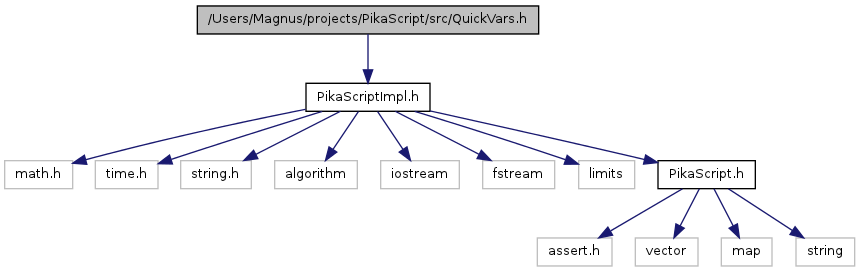 /Users/Magnus/projects/PikaScript/src/QuickVars.h
PikaScriptImpl.h
math.h
time.h
string.h
algorithm
iostream
fstream
limits
PikaScript.h
assert.h
vector
map
string